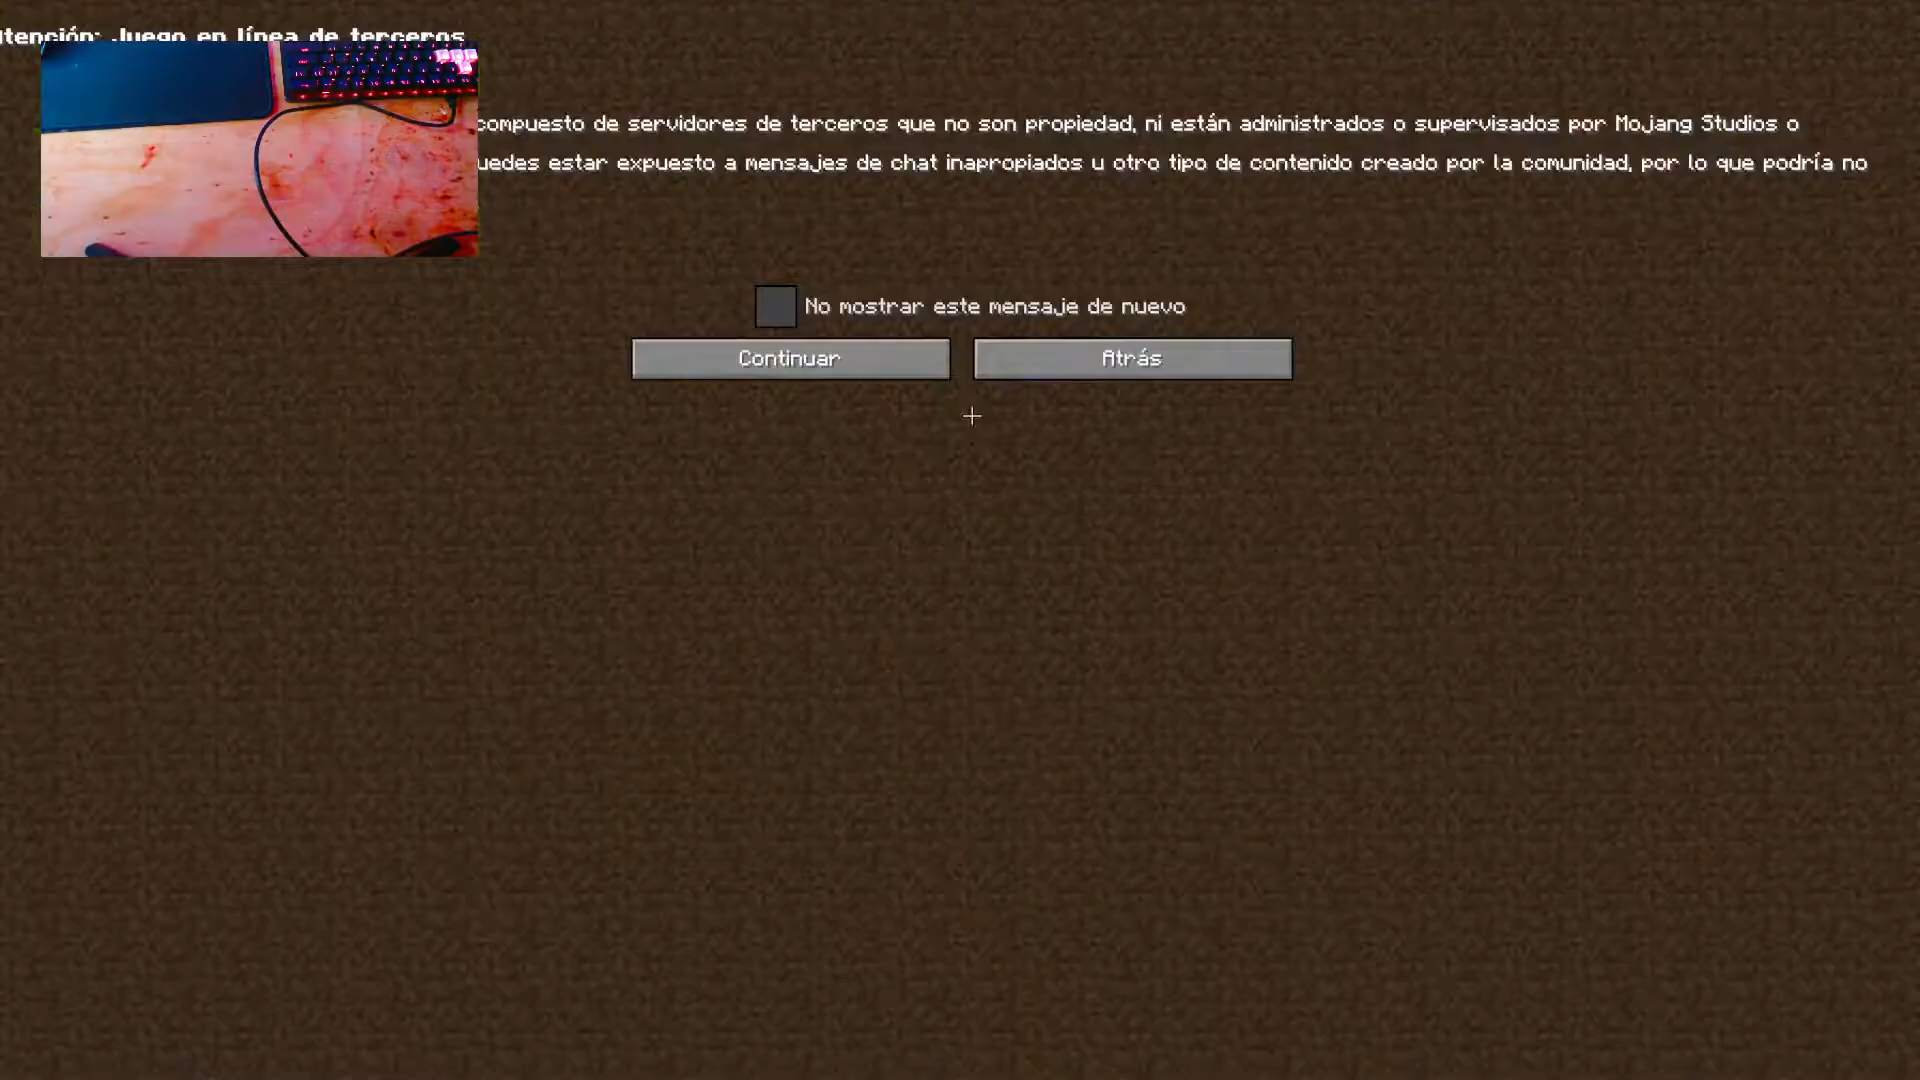 tención: Juego en línea de terceros
compuesto de servidores de terceros que no son propiedad, ni están administrados o supervisados por Mojang Studios o
uedes estar expuesto a mensajes de chat inapropiados u otro tipo de contenido creado por la comunidad, por lo que podría no
No mostrar este mensaje de nuevo
Continuar
Atrás